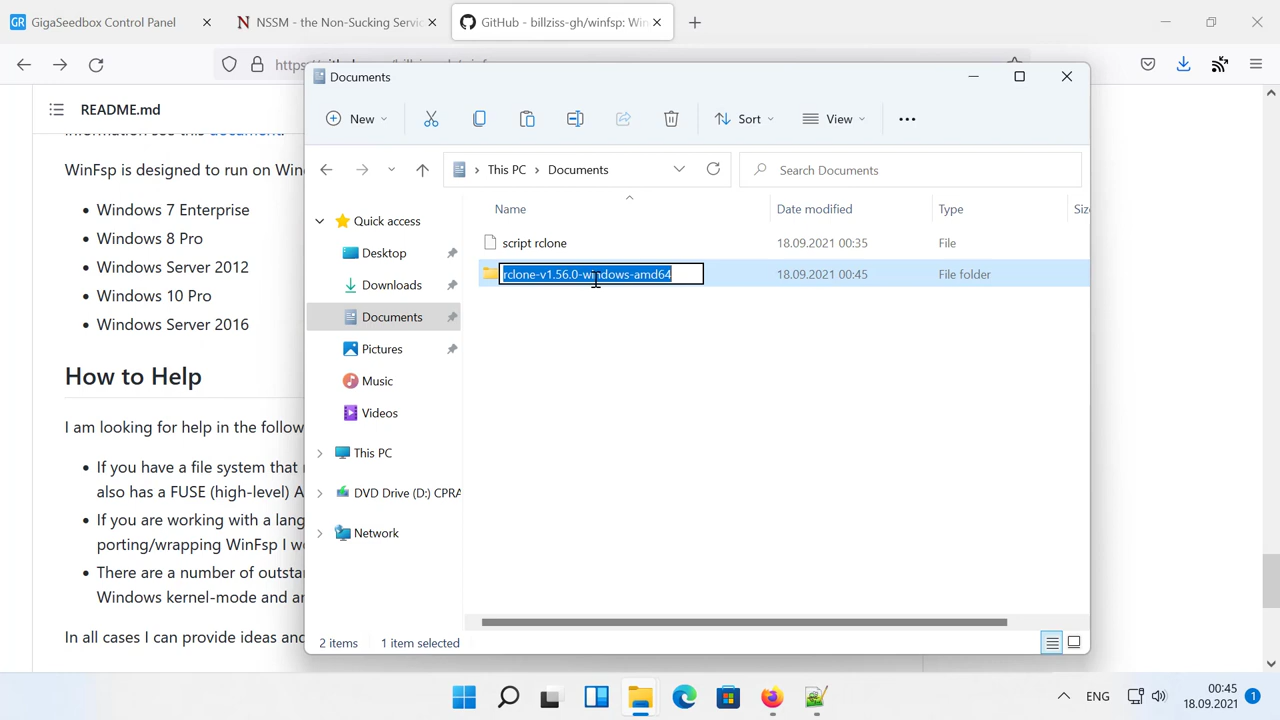 GR GigaSeedbox Control Panel
NSSM - the Non-Sucking Servic
GitHub - billziss-gh/winfsp: Win
README.md
WinFsp is designed to run on Win
Windows 7 Enterprise
Windows 8 Pro
Windows Server 2012
Windows 10 Pro
Windows Server 2016
How to Help
I am looking for help in the follow
If you have a file system that
also has a FUSE (high-level) A
If you are working with a lang
porting/wrapping WinFsp I w
There are a number of outsta
Windows kernel-mode and a
In all cases I can provide ideas and
Documents
New
Sort
View
This PC
Documents
Search Documents
Name
Date modified
Type
Siz
script rclone
18.09.2021 00:35
File
rclone-v1.56.0-windows-amd64
18.09.2021 00:45
File folder
Quick access
Desktop
Downloads
Documents
Pictures
Music
Videos
This PC
DVD Drive (D:) CPRA
Network
2 items
1 item selected
ENG
00:45
18.09.2021
1